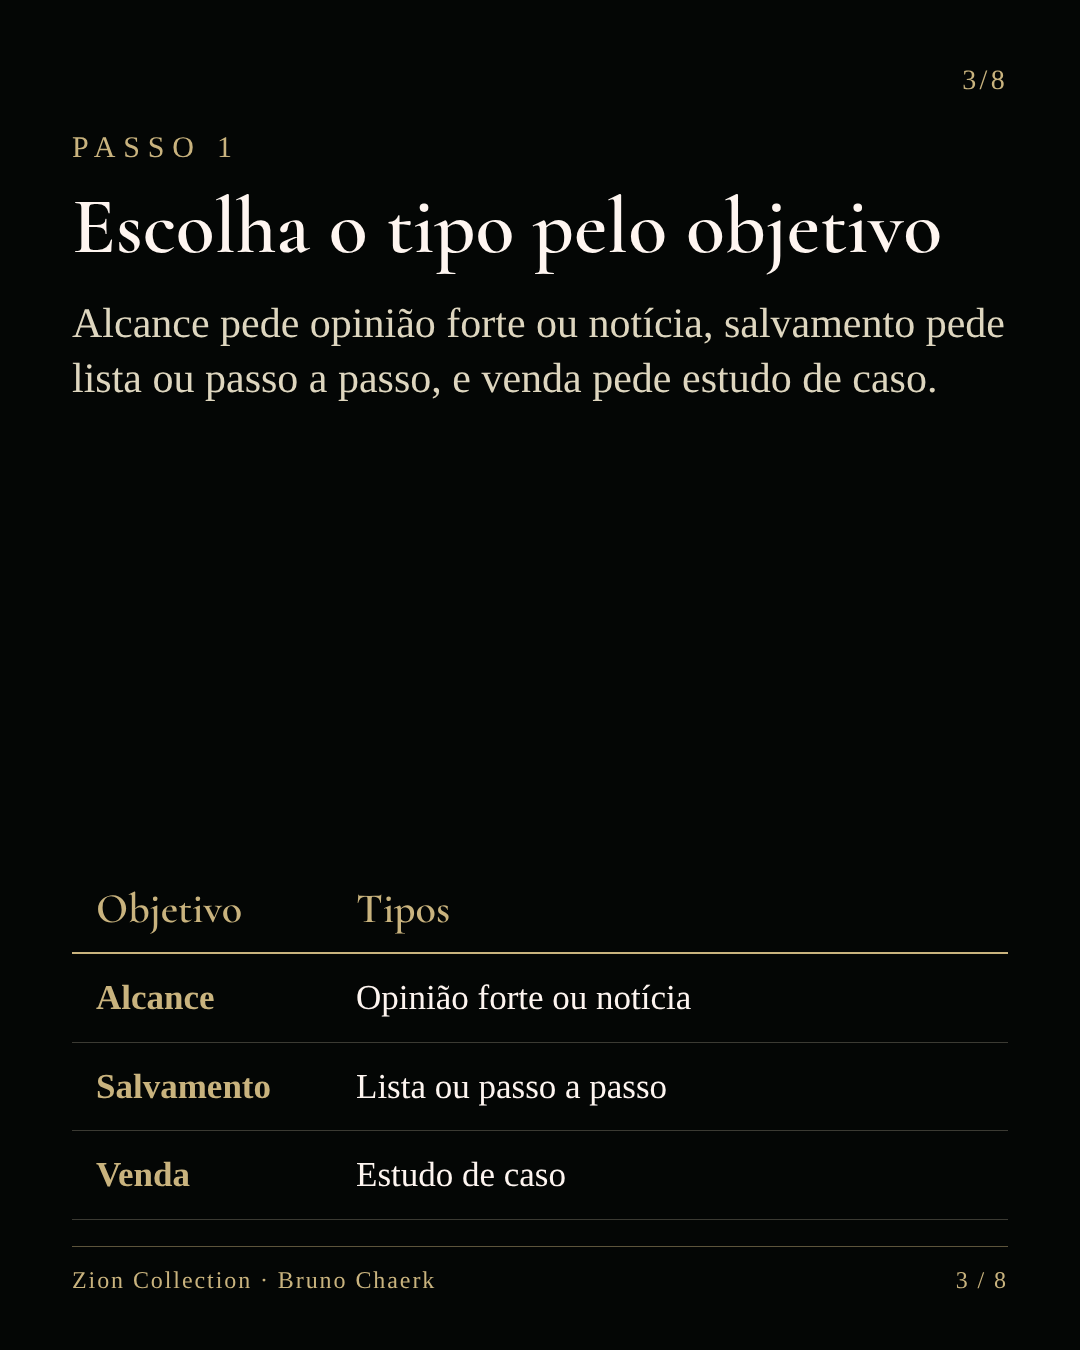 3/8
PASSO 1
Escolha o tipo pelo objetivo
Alcance pede opinião forte ou notícia, salvamento pede
lista ou passo a passo, e venda pede estudo de caso.
Objetivo Tipos
Alcance Opinião forte ou notícia
Salvamento Lista ou passo a passo
Venda Estudo de caso
Zion Collection · Bruno Chaerk 3 / 8